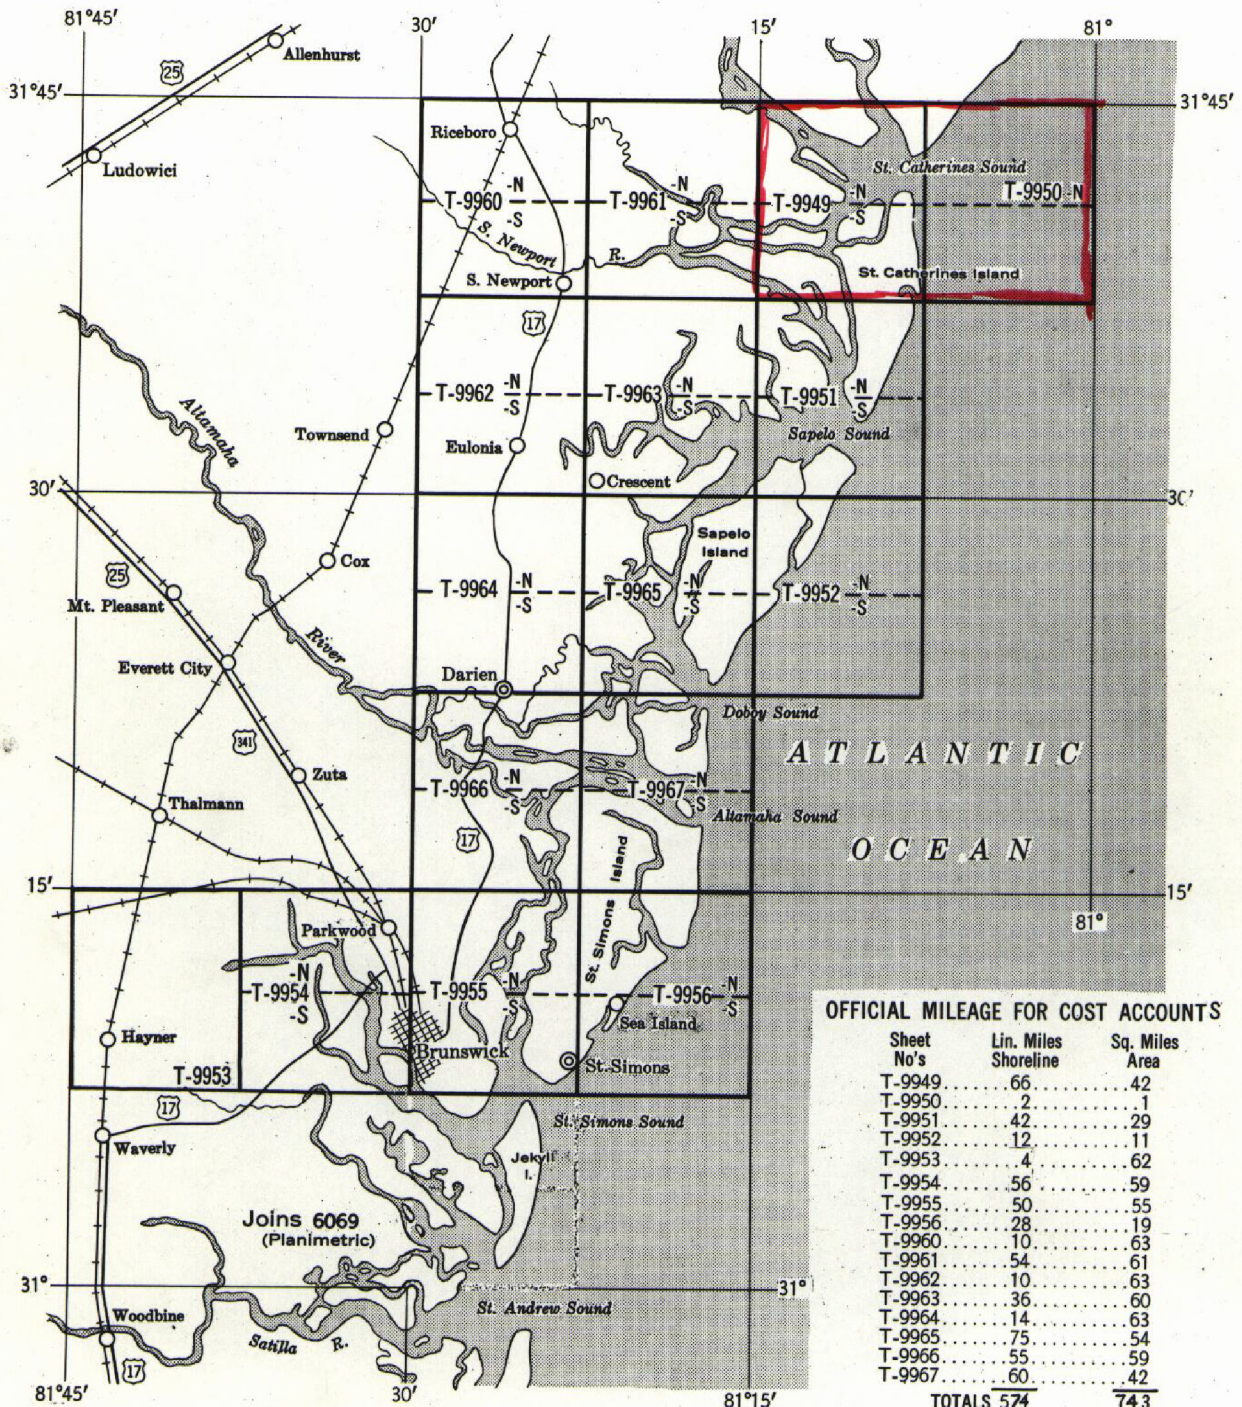 81°45' 30' 15' 81°
Allenhurst
25
31°45' 31°45'
Riceboro
Ludowici
St. Catherines Sound
T-9960 -N -S T-9961 -N -S T-9949 -N -S T-9950 -N
S. Newport R.
St. Catherines Island
S. Newport
17
Altamaha
T-9962 -N -S T-9963 -N -S T-9951 -N -S
Townsend
Eulonia
Sapelo Sound
Crescent
30' 30'
Sapelo
Island
Cox
25
T-9964 -N -S T-9965 -N -S T-9952 -N -S
Mt. Pleasant
River
Everett City
Darien
Doboy Sound
341
ATLANTIC
Zuta
T-9966 -N -S T-9967 -N -S
Thalmann
Altamaha Sound
17
OCEAN
St. Simons Island
15' 15'
81°
Parkwood
-N
T-9954
-S
T-9955 -N -S T-9956 -N -S
Sea Island
Hayner
Brunswick
St. Simons
T-9953
17
St. Simons Sound
Waverly
Jekyll
I.
Joins 6069
(Planimetric)
31° 31°
St. Andrew Sound
Woodbine
Satilla R.
17
81°45' 30' 81°15'
OFFICIAL MILEAGE FOR COST ACCOUNTS
Sheet Lin. Miles Sq. Miles
No's Shoreline Area
T-9949......66..........42
T-9950......2...........1
T-9951......42..........29
T-9952......12..........11
T-9953......4..........62
T-9954......56..........59
T-9955......50..........55
T-9956......28..........19
T-9960......10..........63
T-9961......54..........61
T-9962......10..........63
T-9963......36..........60
T-9964......14..........63
T-9965......75..........54
T-9966......55..........59
T-9967......60..........42
TOTALS 574 743